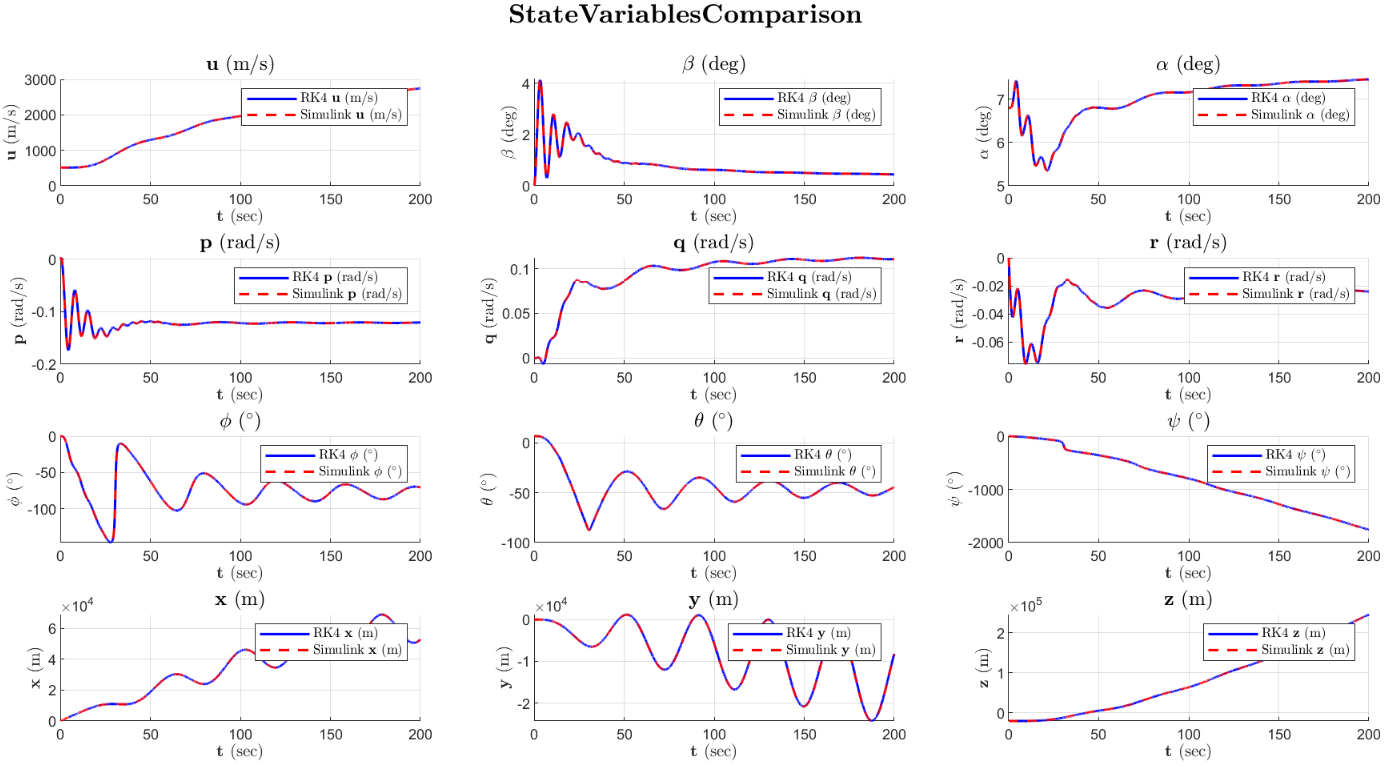 StateVariablesComparison
u (m/s)
β (deg)
α (deg)
u (m/s)
3000
2000
1000
0
RK4 u (m/s)
Simulink u (m/s)
0 50 100 150 200
t (sec)
β (deg)
4
2
0
RK4 β (deg)
Simulink β (deg)
0 50 100 150 200
t (sec)
α (deg)
7
6
5
RK4 α (deg)
Simulink α (deg)
0 50 100 150 200
t (sec)
p (rad/s)
q (rad/s)
r (rad/s)
p (rad/s)
0
-0.1
-0.2
RK4 p (rad/s)
Simulink p (rad/s)
0 50 100 150 200
t (sec)
q (rad/s)
0.1
0.05
0
RK4 q (rad/s)
Simulink q (rad/s)
0 50 100 150 200
t (sec)
r (rad/s)
0
-0.02
-0.04
-0.06
RK4 r (rad/s)
Simulink r (rad/s)
0 50 100 150 200
t (sec)
ϕ (°)
θ (°)
ψ (°)
ϕ (°)
0
-50
-100
RK4 ϕ (°)
Simulink ϕ (°)
0 50 100 150 200
t (sec)
θ (°)
0
-50
-100
RK4 θ (°)
Simulink θ (°)
0 50 100 150 200
t (sec)
ψ (°)
0
-1000
-2000
RK4 ψ (°)
Simulink ψ (°)
0 50 100 150 200
t (sec)
x (m)
y (m)
z (m)
x (m)
×10⁴
6
4
2
0
RK4 x (m)
Simulink x (m)
0 50 100 150 200
t (sec)
y (m)
×10⁴
0
-1
-2
RK4 y (m)
Simulink y (m)
0 50 100 150 200
t (sec)
z (m)
×10⁵
2
1
0
RK4 z (m)
Simulink z (m)
0 50 100 150 200
t (sec)